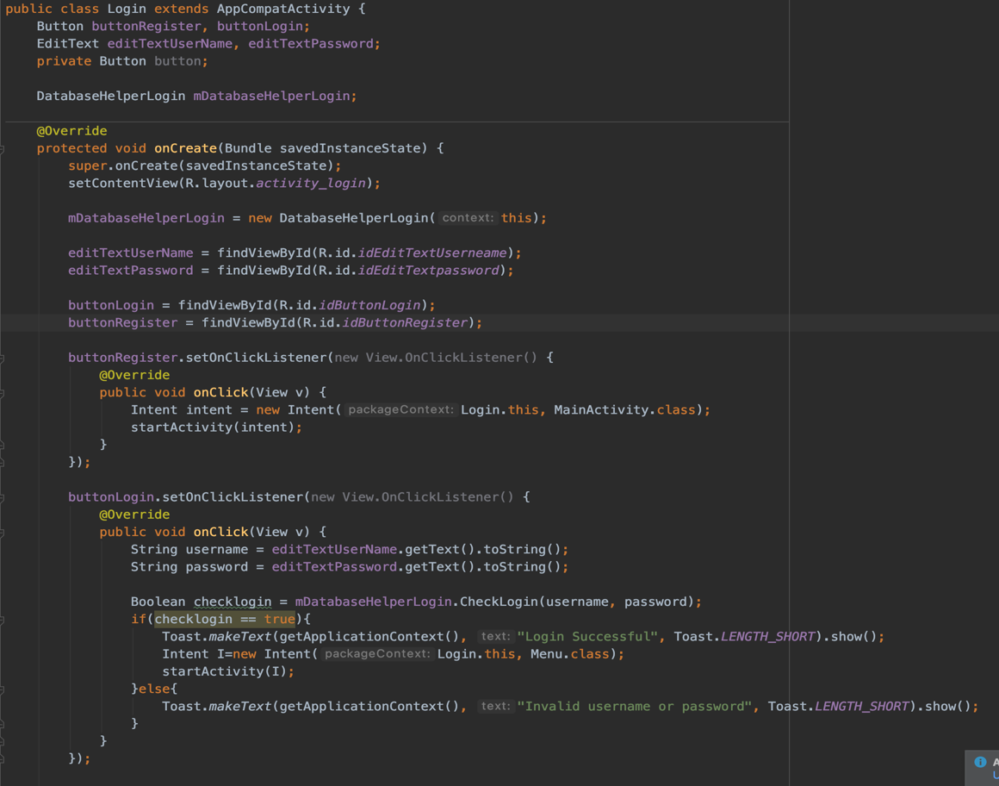 public class Login extends AppCompatActivity {
Button buttonRegister, buttonLogin;
EditText editTextUserName, editTextPassword;
private Button button;
DatabaseHelperLogin mDatabaseHelperLogin;
@Override
protected void onCreate(Bundle savedInstanceState) {
super.onCreate(savedInstanceState);
setContentView(R.layout.activity_login);
mDatabaseHelperLogin = new DatabaseHelperLogin( context: this);
editTextUserName = findViewById(R.id.idEditTextUserneame);
editTextPassword = findViewById(R.id.idEditTextpassword);
buttonLogin = findViewById(R.id.idButtonLogin);
buttonRegister = findViewById(R.id.idButtonRegister);
buttonRegister.setOnClickListener(new View.OnClickListener() {
@Override
public void onClick(View v) {
Intent intent = new Intent( packageContext: Login.this, MainActivity.class);
startActivity(intent);
}
});
buttonLogin.setOnClickListener(new View.OnClickListener() {
@Override
public void onClick(View v) {
String username = editTextUserName.getText().toString();
String password = editTextPassword.getText().toString();
Boolean checklogin = mDatabaseHelperLogin.CheckLogin(username, password);
if(checklogin == true){
Toast.makeText(getApplicationContext(), text: "Login Successful", Toast.LENGTH_SHORT).show();
Intent I=new Intent( packageContext: Login.this, Menu.class);
startActivity(I);
}else{
Toast.makeText(getApplicationContext(), text: "Invalid username or password", Toast.LENGTH_SHORT).show();
}
}
});